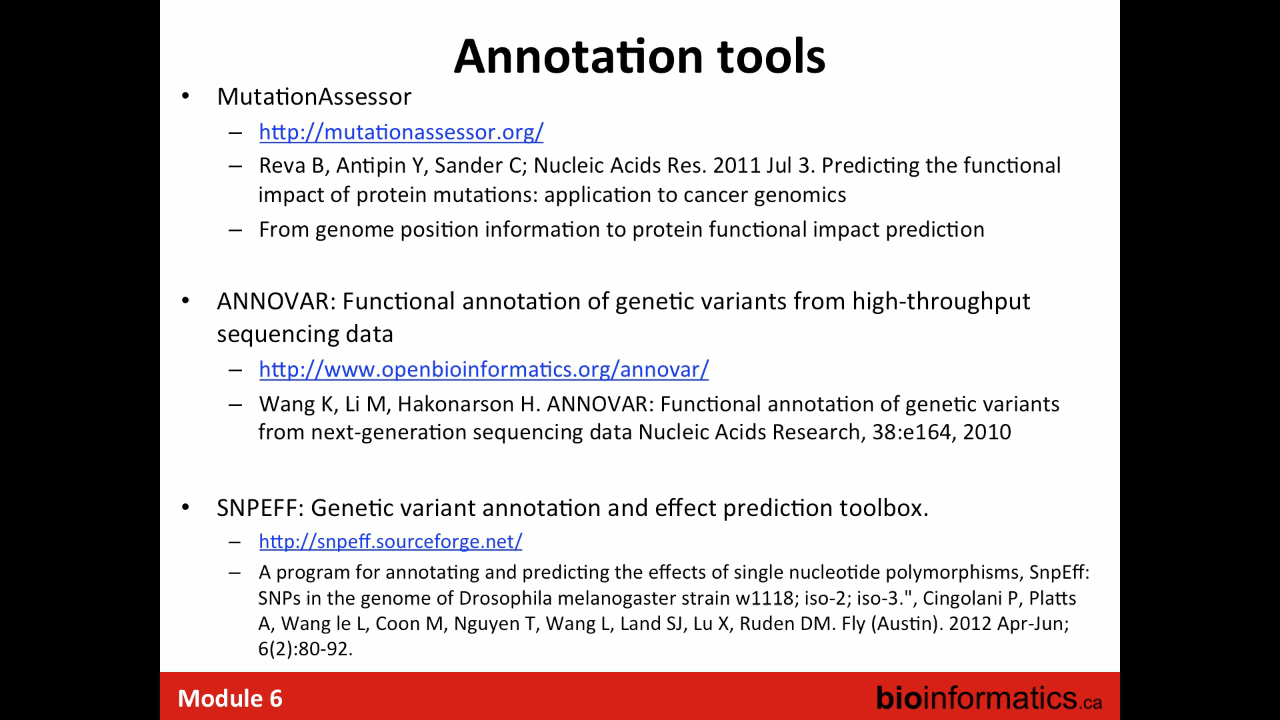 Annotation tools
• MutationAssessor
– http://mutationassessor.org/
– Reva B, Antipin Y, Sander C; Nucleic Acids Res. 2011 Jul 3. Predicting the functional
impact of protein mutations: application to cancer genomics
– From genome position information to protein functional impact prediction
• ANNOVAR: Functional annotation of genetic variants from high-throughput
sequencing data
– http://www.openbioinformatics.org/annovar/
– Wang K, Li M, Hakonarson H. ANNOVAR: Functional annotation of genetic variants
from next-generation sequencing data Nucleic Acids Research, 38:e164, 2010
• SNPEFF: Genetic variant annotation and effect prediction toolbox.
– http://snpeff.sourceforge.net/
– A program for annotating and predicting the effects of single nucleotide polymorphisms, SnpEff:
SNPs in the genome of Drosophila melanogaster strain w1118; iso-2; iso-3.", Cingolani P, Platts
A, Wang le L, Coon M, Nguyen T, Wang L, Land SJ, Lu X, Ruden DM. Fly (Austin). 2012 Apr-Jun;
6(2):80-92.
Module 6
bioinformatics.ca